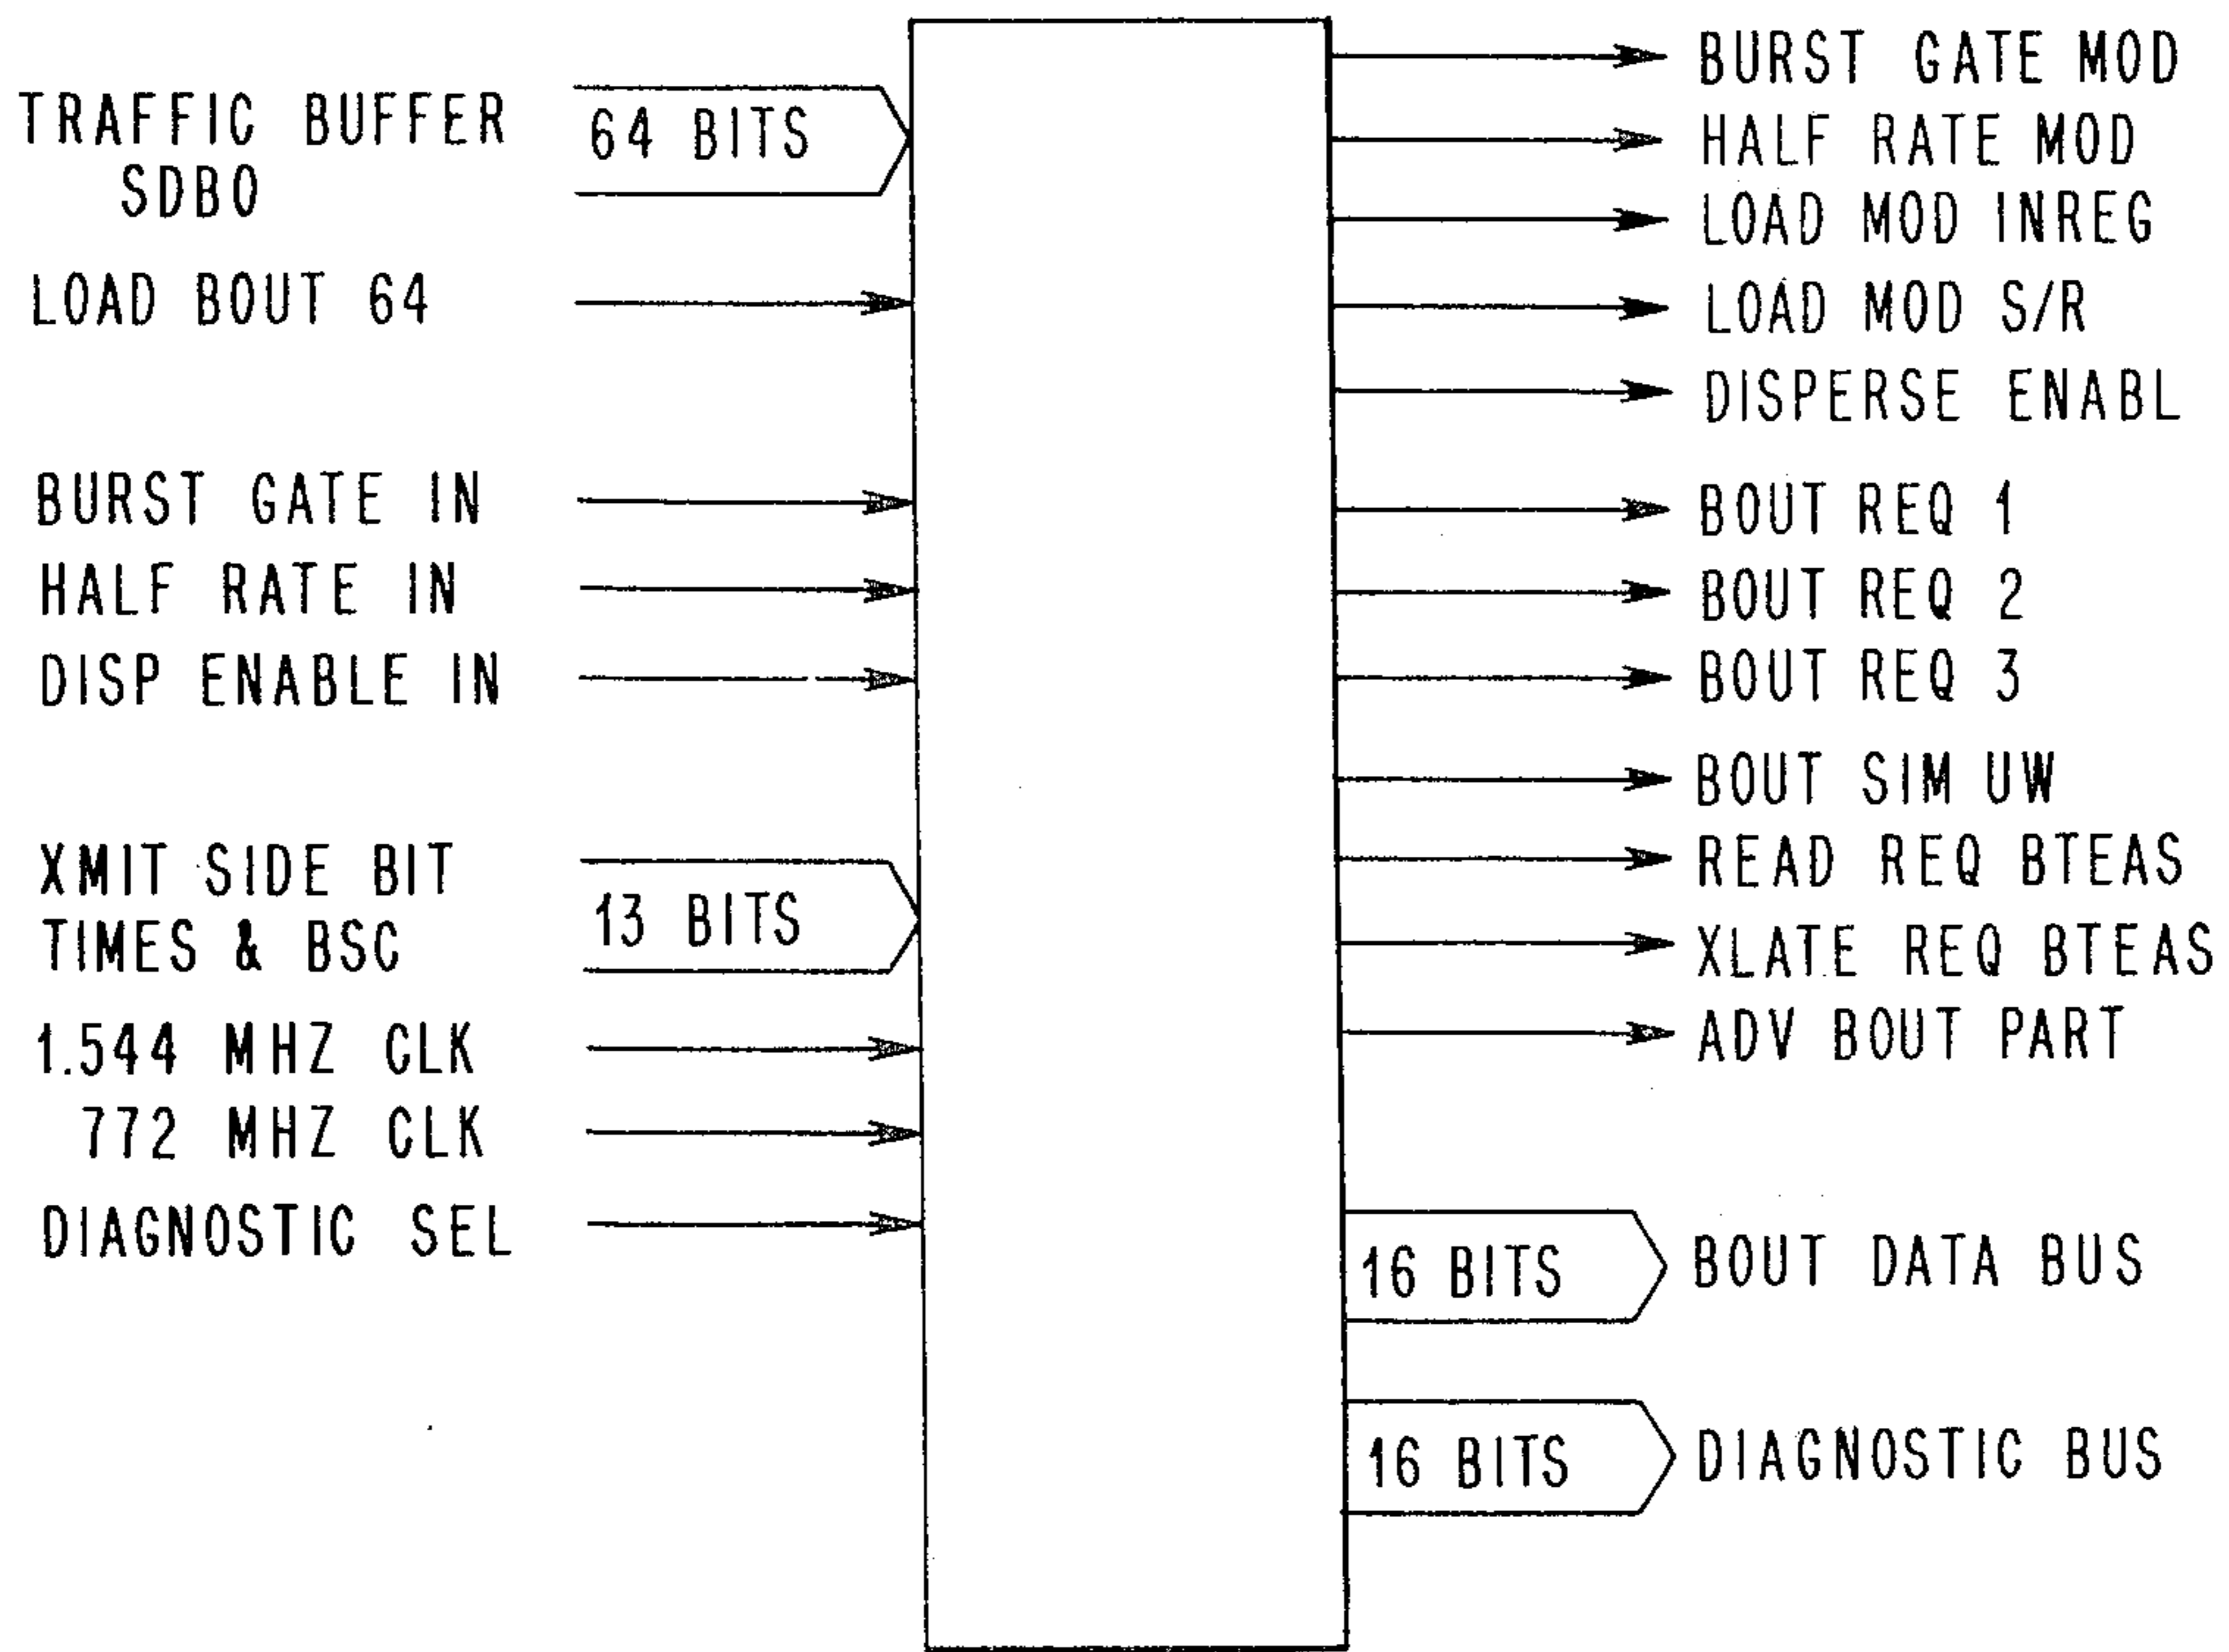 TRAFFIC BUFFER
SDBO
64 BITS
LOAD BOUT 64
BURST GATE IN
HALF RATE IN
DISP ENABLE IN
XMIT SIDE BIT
TIMES & BSC
13 BITS
1.544 MHZ CLK
772 MHZ CLK
DIAGNOSTIC SEL
BURST GATE MOD
HALF RATE MOD
LOAD MOD INREG
LOAD MOD S/R
DISPERSE ENABL
BOUT REQ 1
BOUT REQ 2
BOUT REQ 3
BOUT SIM UW
READ REQ BTEAS
XLATE REQ BTEAS
ADV BOUT PART
16 BITS
BOUT DATA BUS
16 BITS
DIAGNOSTIC BUS